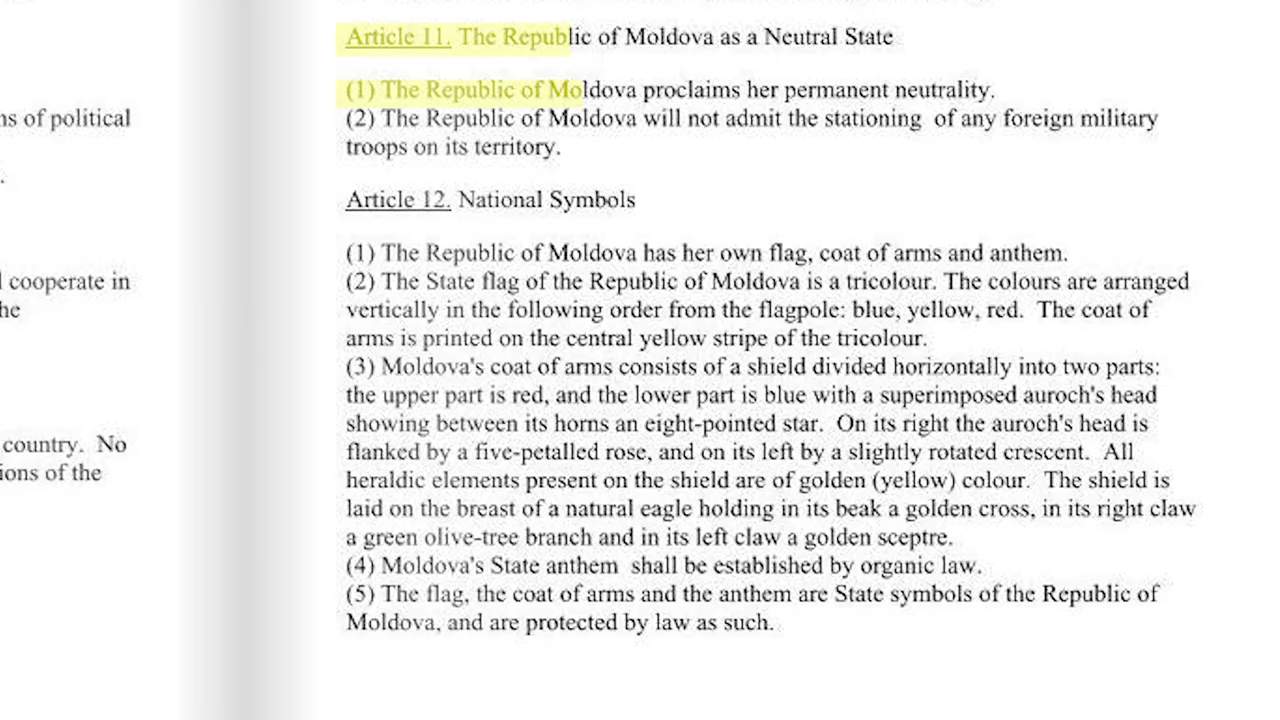 ns of political
.
cooperate in
he
country.  No
ions of the
Article 11. The Republic of Moldova as a Neutral State
(1) The Republic of Moldova proclaims her permanent neutrality.
(2) The Republic of Moldova will not admit the stationing  of any foreign military
troops on its territory.
Article 12. National Symbols
(1) The Republic of Moldova has her own flag, coat of arms and anthem.
(2) The State flag of the Republic of Moldova is a tricolour. The colours are arranged
vertically in the following order from the flagpole: blue, yellow, red.  The coat of
arms is printed on the central yellow stripe of the tricolour.
(3) Moldova's coat of arms consists of a shield divided horizontally into two parts:
the upper part is red, and the lower part is blue with a superimposed auroch's head
showing between its horns an eight-pointed star.  On its right the auroch's head is
flanked by a five-petalled rose, and on its left by a slightly rotated crescent.  All
heraldic elements present on the shield are of golden (yellow) colour.  The shield is
laid on the breast of a natural eagle holding in its beak a golden cross, in its right claw
a green olive-tree branch and in its left claw a golden sceptre.
(4) Moldova's State anthem  shall be established by organic law.
(5) The flag, the coat of arms and the anthem are State symbols of the Republic of
Moldova, and are protected by law as such.